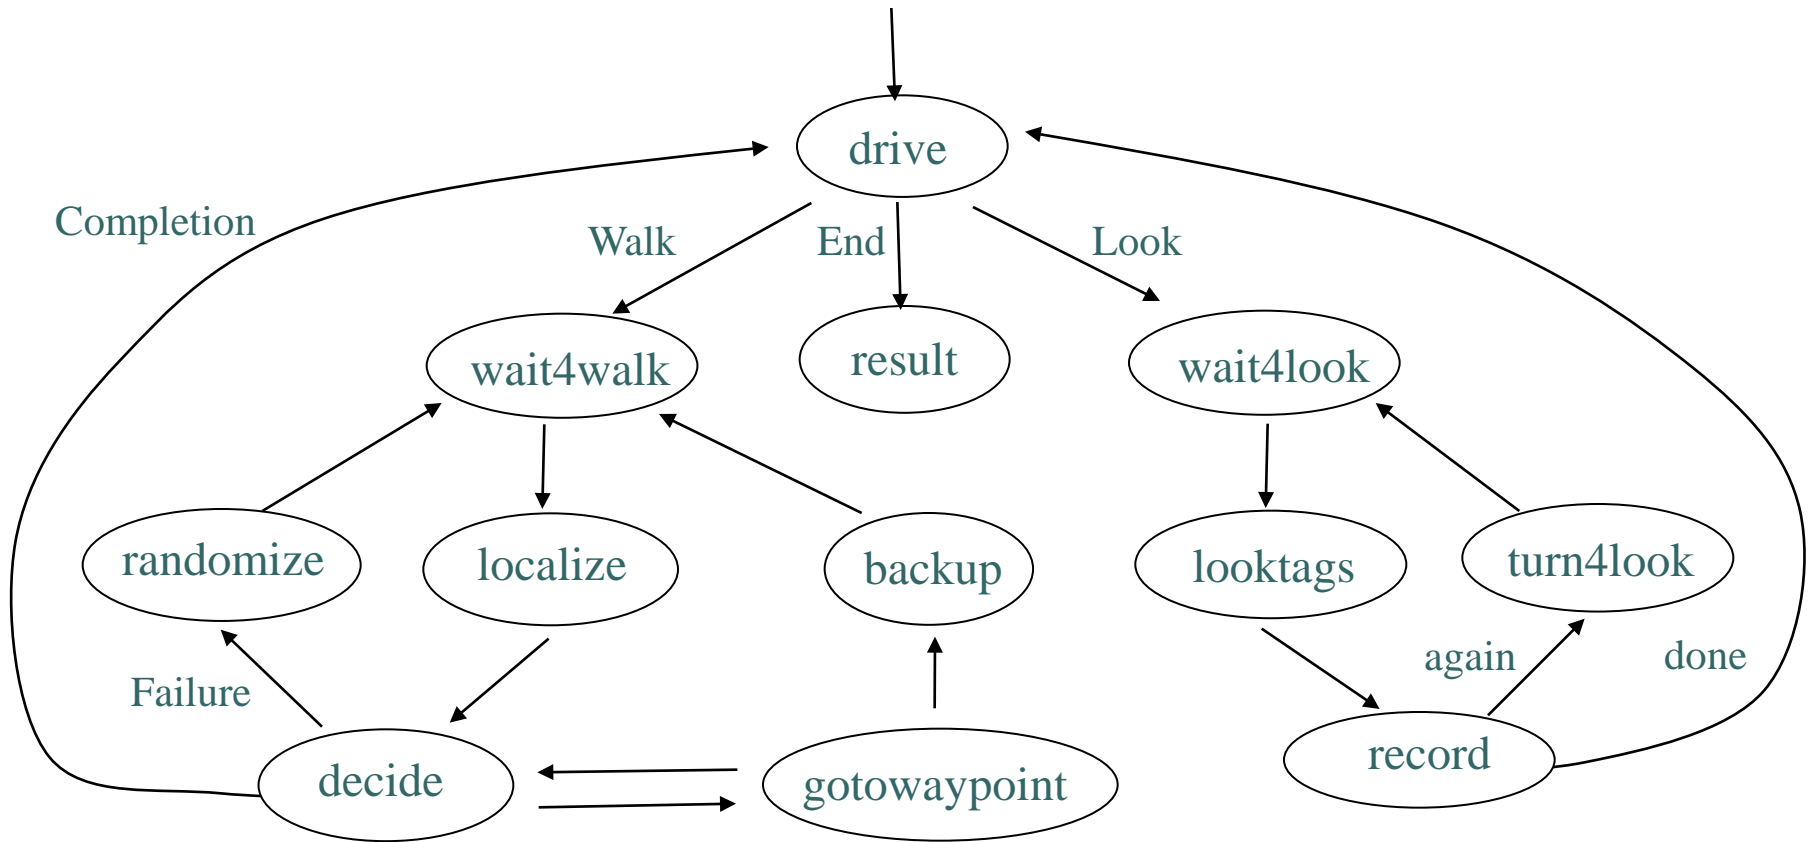 drive
Completion
Walk
End
Look
wait4walk
result
wait4look
randomize
localize
backup
looktags
turn4look
Failure
again
done
decide
gotowaypoint
record